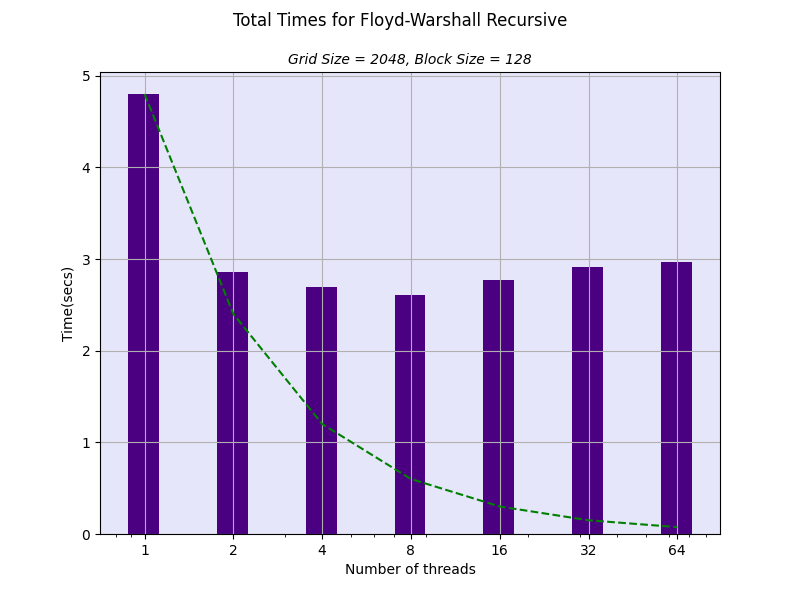 Total Times for Floyd-Warshall Recursive
Grid Size = 2048, Block Size = 128
5
4
3
2
1
0
Time(secs)
1 2 4 8 16 32 64
Number of threads